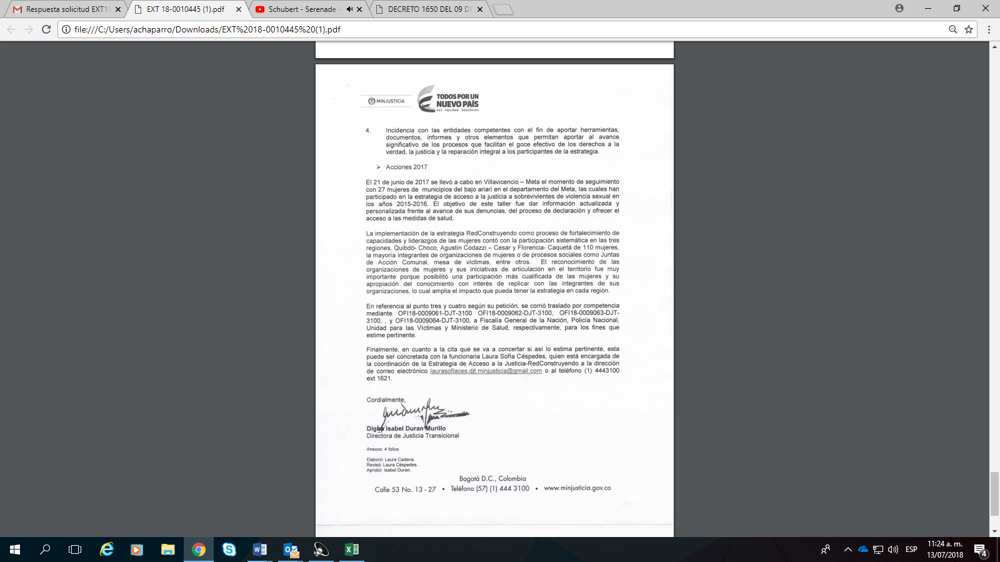 Respuesta solicitud EXT1
EXT 18-0010445 (1).pdf
Schubert - Serenade -
DECRETO 1650 DEL 09 DE
file:///C:/Users/achaparro/Downloads/EXT%2018-0010445%20(1).pdf
MINJUSTICIA
TODOS POR UN
NUEVO PAÍS
PAZ EQUIDAD EDUCACIÓN
4. Incidencia con las entidades competentes con el fin de aportar herramientas,
documentos, informes y otros elementos que permitan aportar al avance
significativo de los procesos que facilitan el goce efectivo de los derechos a la
verdad, la justicia y la reparación integral a los participantes de la estrategia.
➢ Acciones 2017
El 21 de junio de 2017 se llevó a cabo en Villavicencio – Meta el momento de seguimiento
con 27 mujeres de municipios del bajo ariari en el departamento del Meta, las cuales han
participado en la estrategia de acceso a la justicia a sobrevivientes de violencia sexual en
los años 2015-2016. El objetivo de este taller fue dar información actualizada y
personalizada frente al avance de sus denuncias, del proceso de declaración y ofrecer el
acceso a las medidas de salud.
La implementación de la estrategia RedConstruyendo como proceso de fortalecimiento de
capacidades y liderazgos de las mujeres contó con la participación sistemática en las tres
regiones, Quibdó- Choco, Agustín Codazzi – Cesar y Florencia- Caquetá de 110 mujeres,
la mayoría integrantes de organizaciones de mujeres o de procesos sociales como Juntas
de Acción Comunal, mesa de víctimas, entre otros. El reconocimiento de las
organizaciones de mujeres y sus iniciativas de articulación en el territorio fue muy
importante porque posibilitó una participación más cualificada de las mujeres y su
apropiación del conocimiento con interés de replicar con las integrantes de sus
organizaciones, lo cual amplia el impacto que pueda tener la estrategia en cada región.
En referencia al punto tres y cuatro según su petición, se corrió traslado por competencia
mediante OFI18-0009061-DJT-3100 OFI18-0009062-DJT-3100, OFI18-0009063-DJT-
3100, , y OFI18-0009064-DJT-3100, a Fiscalía General de la Nación, Policía Nacional,
Unidad para las Víctimas y Ministerio de Salud, respectivamente, para los fines que
estime pertinente.
Finalmente, en cuanto a la cita que se va a concertar si así lo estima pertinente, esta
puede ser concretada con la funcionaria Laura Sofía Céspedes, quien está encargada de
la coordinación de la Estrategia de Acceso a la Justicia-RedConstruyendo a la dirección
de correo electrónico laurasofiaces.djt.minjusticia@gmail.com o al teléfono (1) 4443100
ext 1621.
Cordialmente,
Digna Isabel Duran Murillo
Directora de Justicia Transicional
Anexos: 4 folios
Elaboró: Laura Cadena.
Revisó: Laura Céspedes.
Aprobó: Isabel Duran.
Bogotá D.C., Colombia
Calle 53 No. 13 - 27 • Teléfono (57) (1) 444 3100 • www.minjusticia.gov.co
ESP
11:24 a. m.
13/07/2018
4